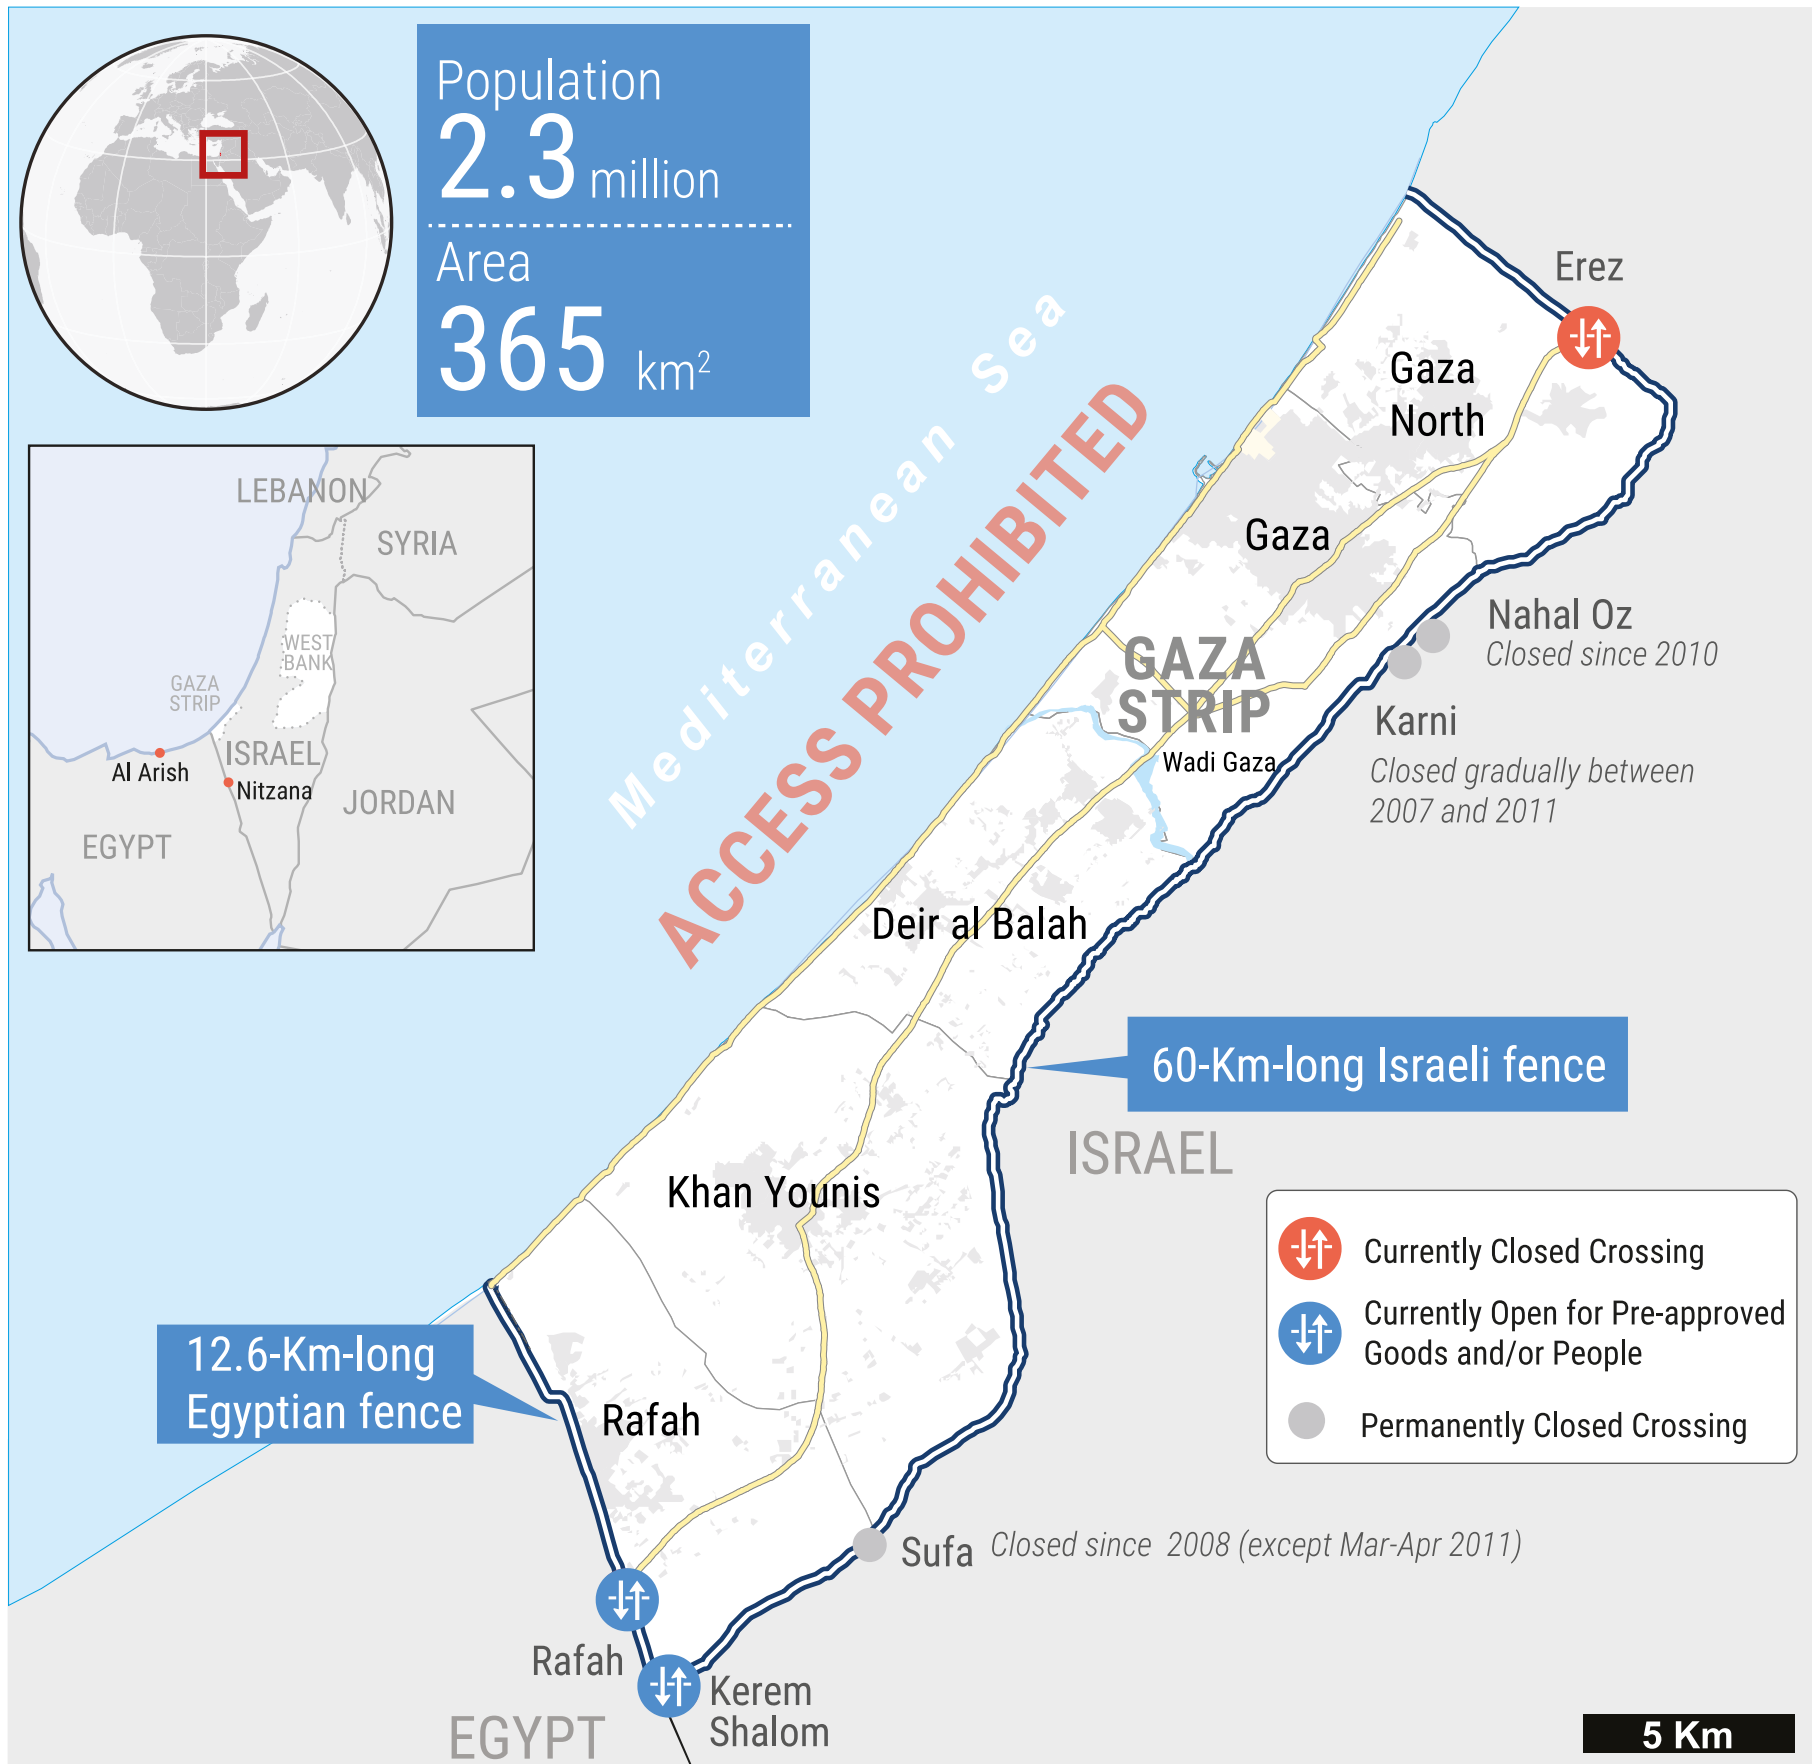 Population
2.3 million
Area
365 km²
LEBANON
SYRIA
WEST
BANK
GAZA
STRIP
ISRAEL
Al Arish
Nitzana
JORDAN
EGYPT
Mediterranean Sea
ACCESS PROHIBITED
Erez
Gaza
North
Gaza
Nahal Oz
Closed since 2010
GAZA
STRIP
Karni
Closed gradually between
2007 and 2011
Wadi Gaza
Deir al Balah
60-Km-long Israeli fence
ISRAEL
Khan Younis
12.6-Km-long
Egyptian fence
Rafah
Sufa Closed since 2008 (except Mar-Apr 2011)
Rafah
Kerem
Shalom
EGYPT
Currently Closed Crossing
Currently Open for Pre-approved
Goods and/or People
Permanently Closed Crossing
5 Km